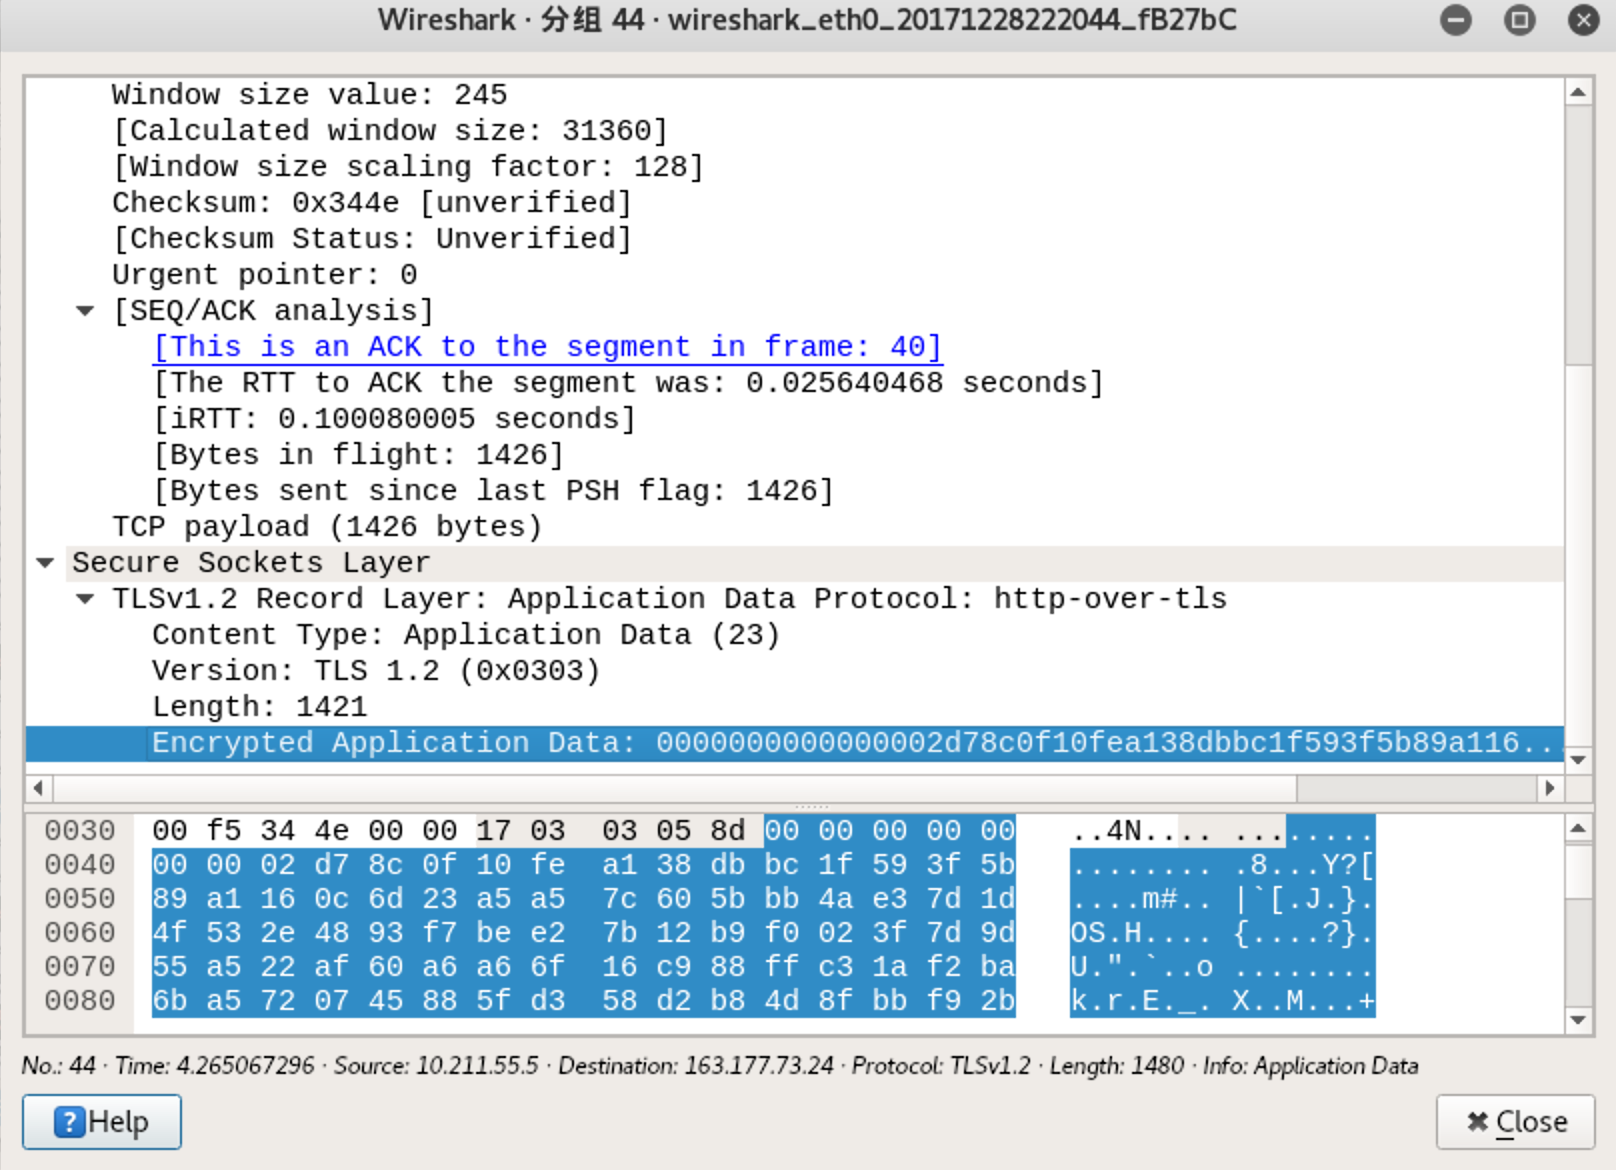 Wireshark · 分组 44 · wireshark_eth0_20171228222044_fB27bC
Window size value: 245
[Calculated window size: 31360]
[Window size scaling factor: 128]
Checksum: 0x344e [unverified]
[Checksum Status: Unverified]
Urgent pointer: 0
[SEQ/ACK analysis]
[This is an ACK to the segment in frame: 40]
[The RTT to ACK the segment was: 0.025640468 seconds]
[iRTT: 0.100080005 seconds]
[Bytes in flight: 1426]
[Bytes sent since last PSH flag: 1426]
TCP payload (1426 bytes)
Secure Sockets Layer
TLSv1.2 Record Layer: Application Data Protocol: http-over-tls
Content Type: Application Data (23)
Version: TLS 1.2 (0x0303)
Length: 1421
Encrypted Application Data: 0000000000000002d78c0f10fea138dbbc1f593f5b89a116...
0030 00 f5 34 4e 00 00 17 03 03 05 8d 00 00 00 00 00 ..4N.... ........
0040 00 00 02 d7 8c 0f 10 fe a1 38 db bc 1f 59 3f 5b ........ .8...Y?[
0050 89 a1 16 0c 6d 23 a5 a5 7c 60 5b bb 4a e3 7d 1d ....m#.. |`[.J.}.
0060 4f 53 2e 48 93 f7 be e2 7b 12 b9 f0 02 3f 7d 9d OS.H.... {....?}.
0070 55 a5 22 af 60 a6 a6 6f 16 c9 88 ff c3 1a f2 ba U.".`..o ........
0080 6b a5 72 07 45 88 5f d3 58 d2 b8 4d 8f bb f9 2b k.r.E._. X..M...+
No.: 44 · Time: 4.265067296 · Source: 10.211.55.5 · Destination: 163.177.73.24 · Protocol: TLSv1.2 · Length: 1480 · Info: Application Data
Help
Close